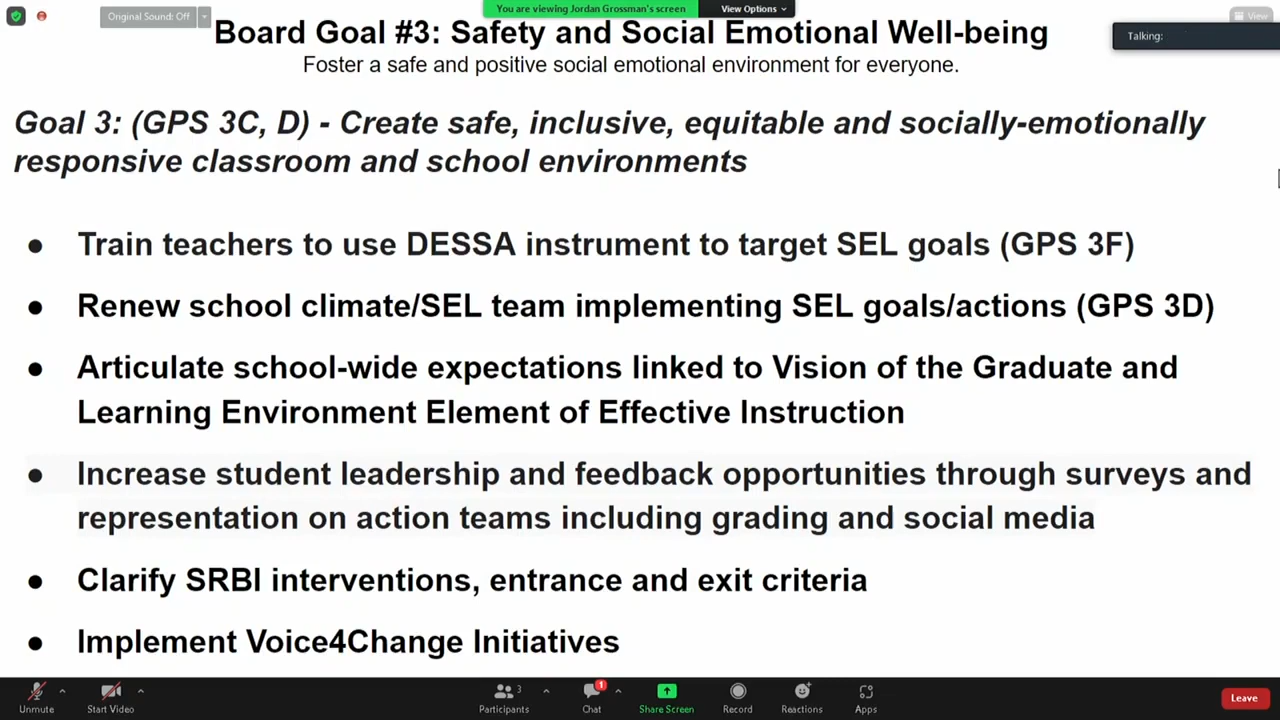 Original Sound: Off
You are viewing Jordan Grossman's screen
View Options
View
Talking:
Board Goal #3: Safety and Social Emotional Well-being
Foster a safe and positive social emotional environment for everyone.
Goal 3: (GPS 3C, D) - Create safe, inclusive, equitable and socially-emotionally
responsive classroom and school environments
● Train teachers to use DESSA instrument to target SEL goals (GPS 3F)
● Renew school climate/SEL team implementing SEL goals/actions (GPS 3D)
● Articulate school-wide expectations linked to Vision of the Graduate and
Learning Environment Element of Effective Instruction
● Increase student leadership and feedback opportunities through surveys and
representation on action teams including grading and social media
● Clarify SRBI interventions, entrance and exit criteria
● Implement Voice4Change Initiatives
Unmute
Start Video
3
Participants
1
Chat
Share Screen
Record
Reactions
Apps
Leave